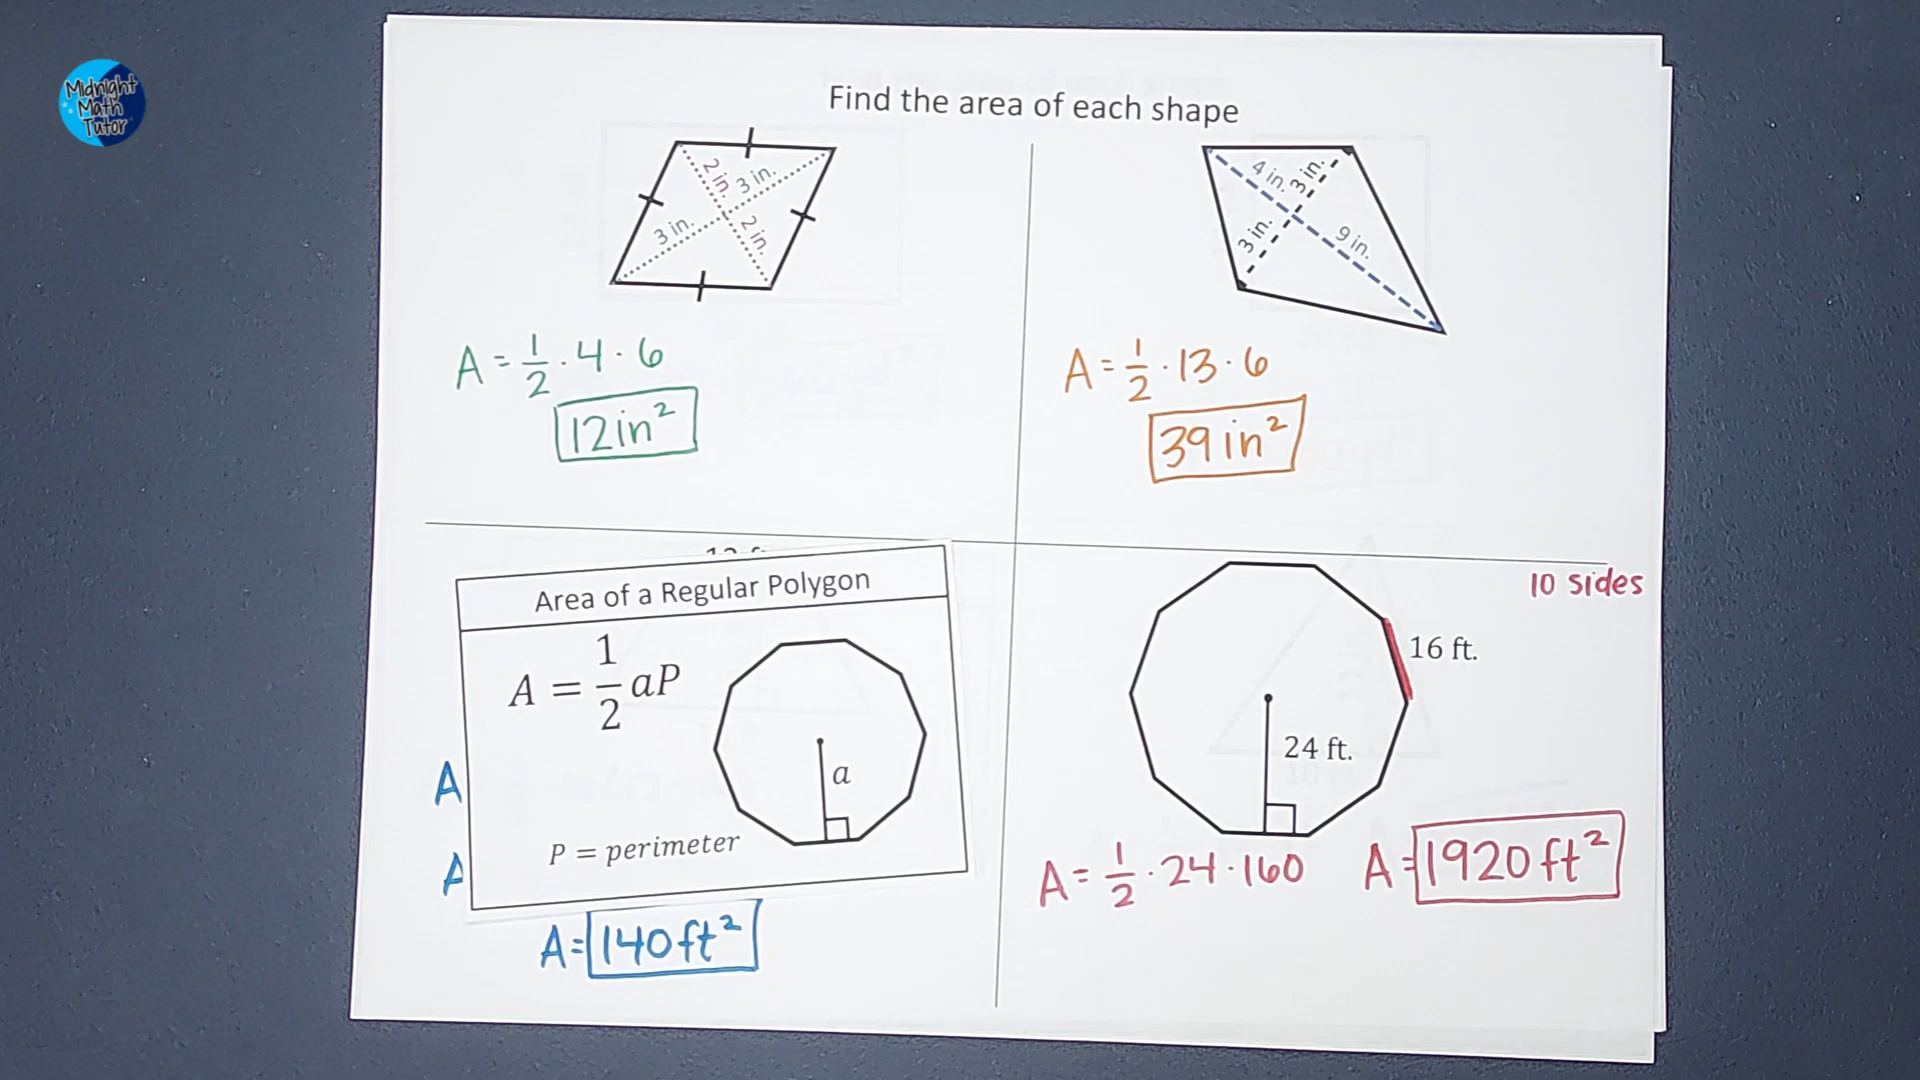 Midnight
Math
Tutor
Find the area of each shape
2 in.
3 in.
3 in.
2 in.
A = 1/2 · 4 · 6
12 in²
4 in.
3 in.
3 in.
9 in.
A = 1/2 · 13 · 6
39 in²
Area of a Regular Polygon
A = 1/2 aP
a
P = perimeter
A
A
A = 140 ft²
10 sides
16 ft.
24 ft.
A = 1/2 · 24 · 160
A = 1920 ft²